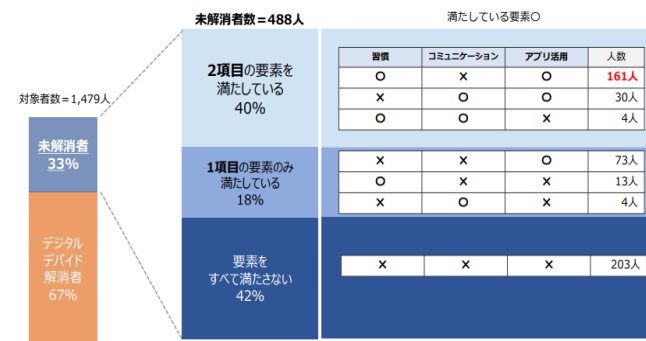 未解消者数＝488人
満たしている要素〇
対象者数＝1,479人
未解消者
33%
デジタル
デバイド
解消者
67%
2項目の要素を
満たしている
40%
習慣 コミュニケーション アプリ活用 人数
〇 × 〇 161人
× 〇 〇 30人
〇 〇 × 4人
1項目の要素のみ
満たしている
18%
× × 〇 73人
〇 × × 13人
× 〇 × 4人
要素を
すべて満たさない
42%
× × × 203人